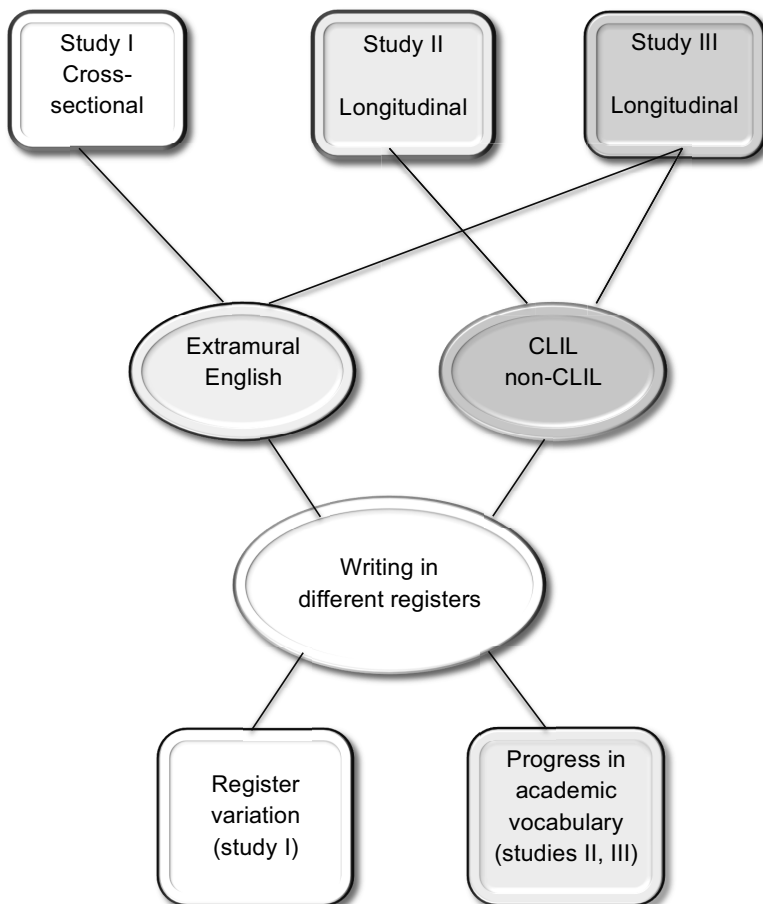 Study I
Cross-
sectional
Study II
Longitudinal
Study III
Longitudinal
Extramural
English
CLIL
non-CLIL
Writing in
different registers
Register
variation
(study I)
Progress in
academic
vocabulary
(studies II, III)